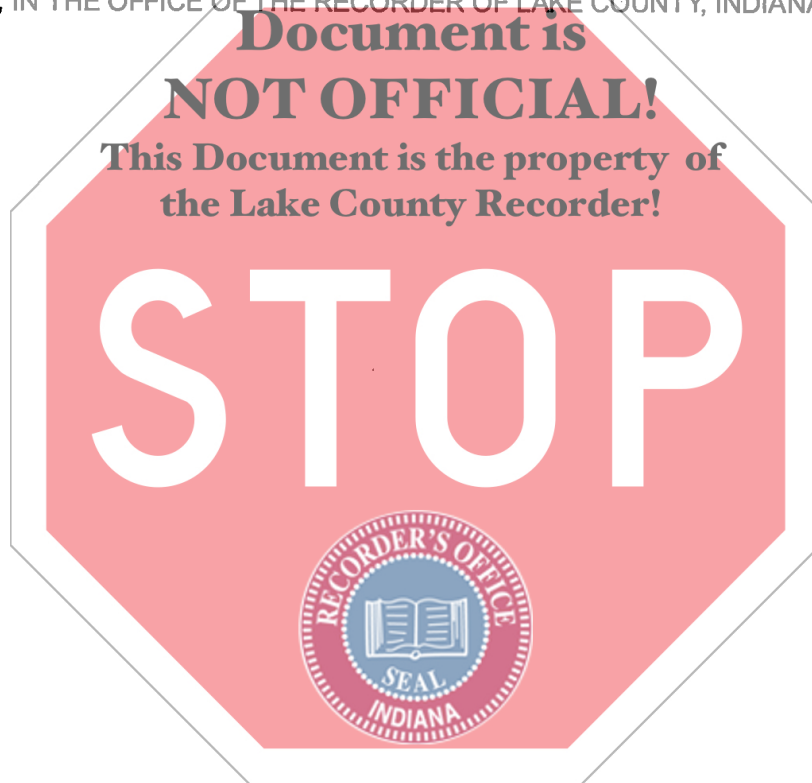 , IN THE OFFICE OF THE RECORDER OF LAKE COUNTY, INDIANA
Document is
NOT OFFICIAL!
This Document is the property of
the Lake County Recorder!
STOP
RECORDER'S OFFICE
SEAL
INDIANA